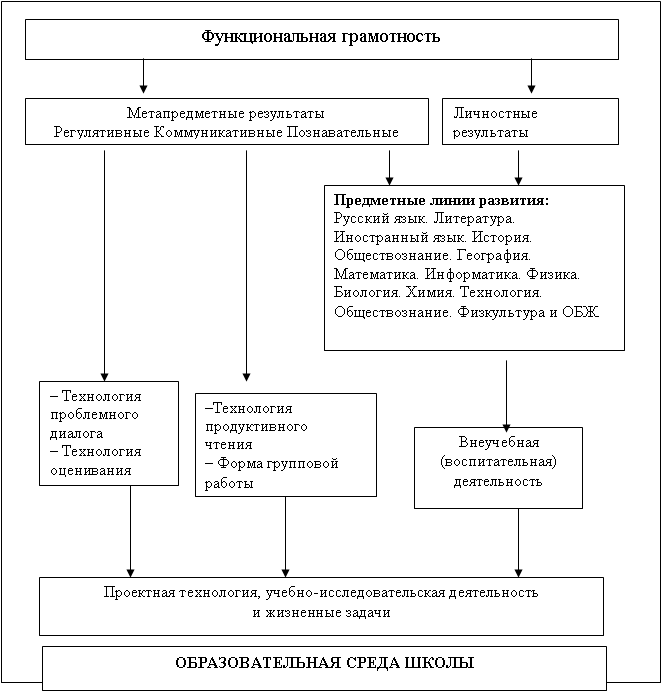 Функциональная грамотность
Метапредметные результаты
Регулятивные Коммуникативные Познавательные
Личностные
результаты
Предметные линии развития:
Русский язык. Литература.
Иностранный язык. История.
Обществознание. География.
Математика. Информатика. Физика.
Биология. Химия. Технология.
Обществознание. Физкультура и ОБЖ
– Технология
проблемного
диалога
– Технология
оценивания
–Технология
продуктивного
чтения
– Форма групповой
работы
Внеучебная
(воспитательная)
деятельность
Проектная технология, учебно-исследовательская деятельность
и жизненные задачи
ОБРАЗОВАТЕЛЬНАЯ СРЕДА ШКОЛЫ